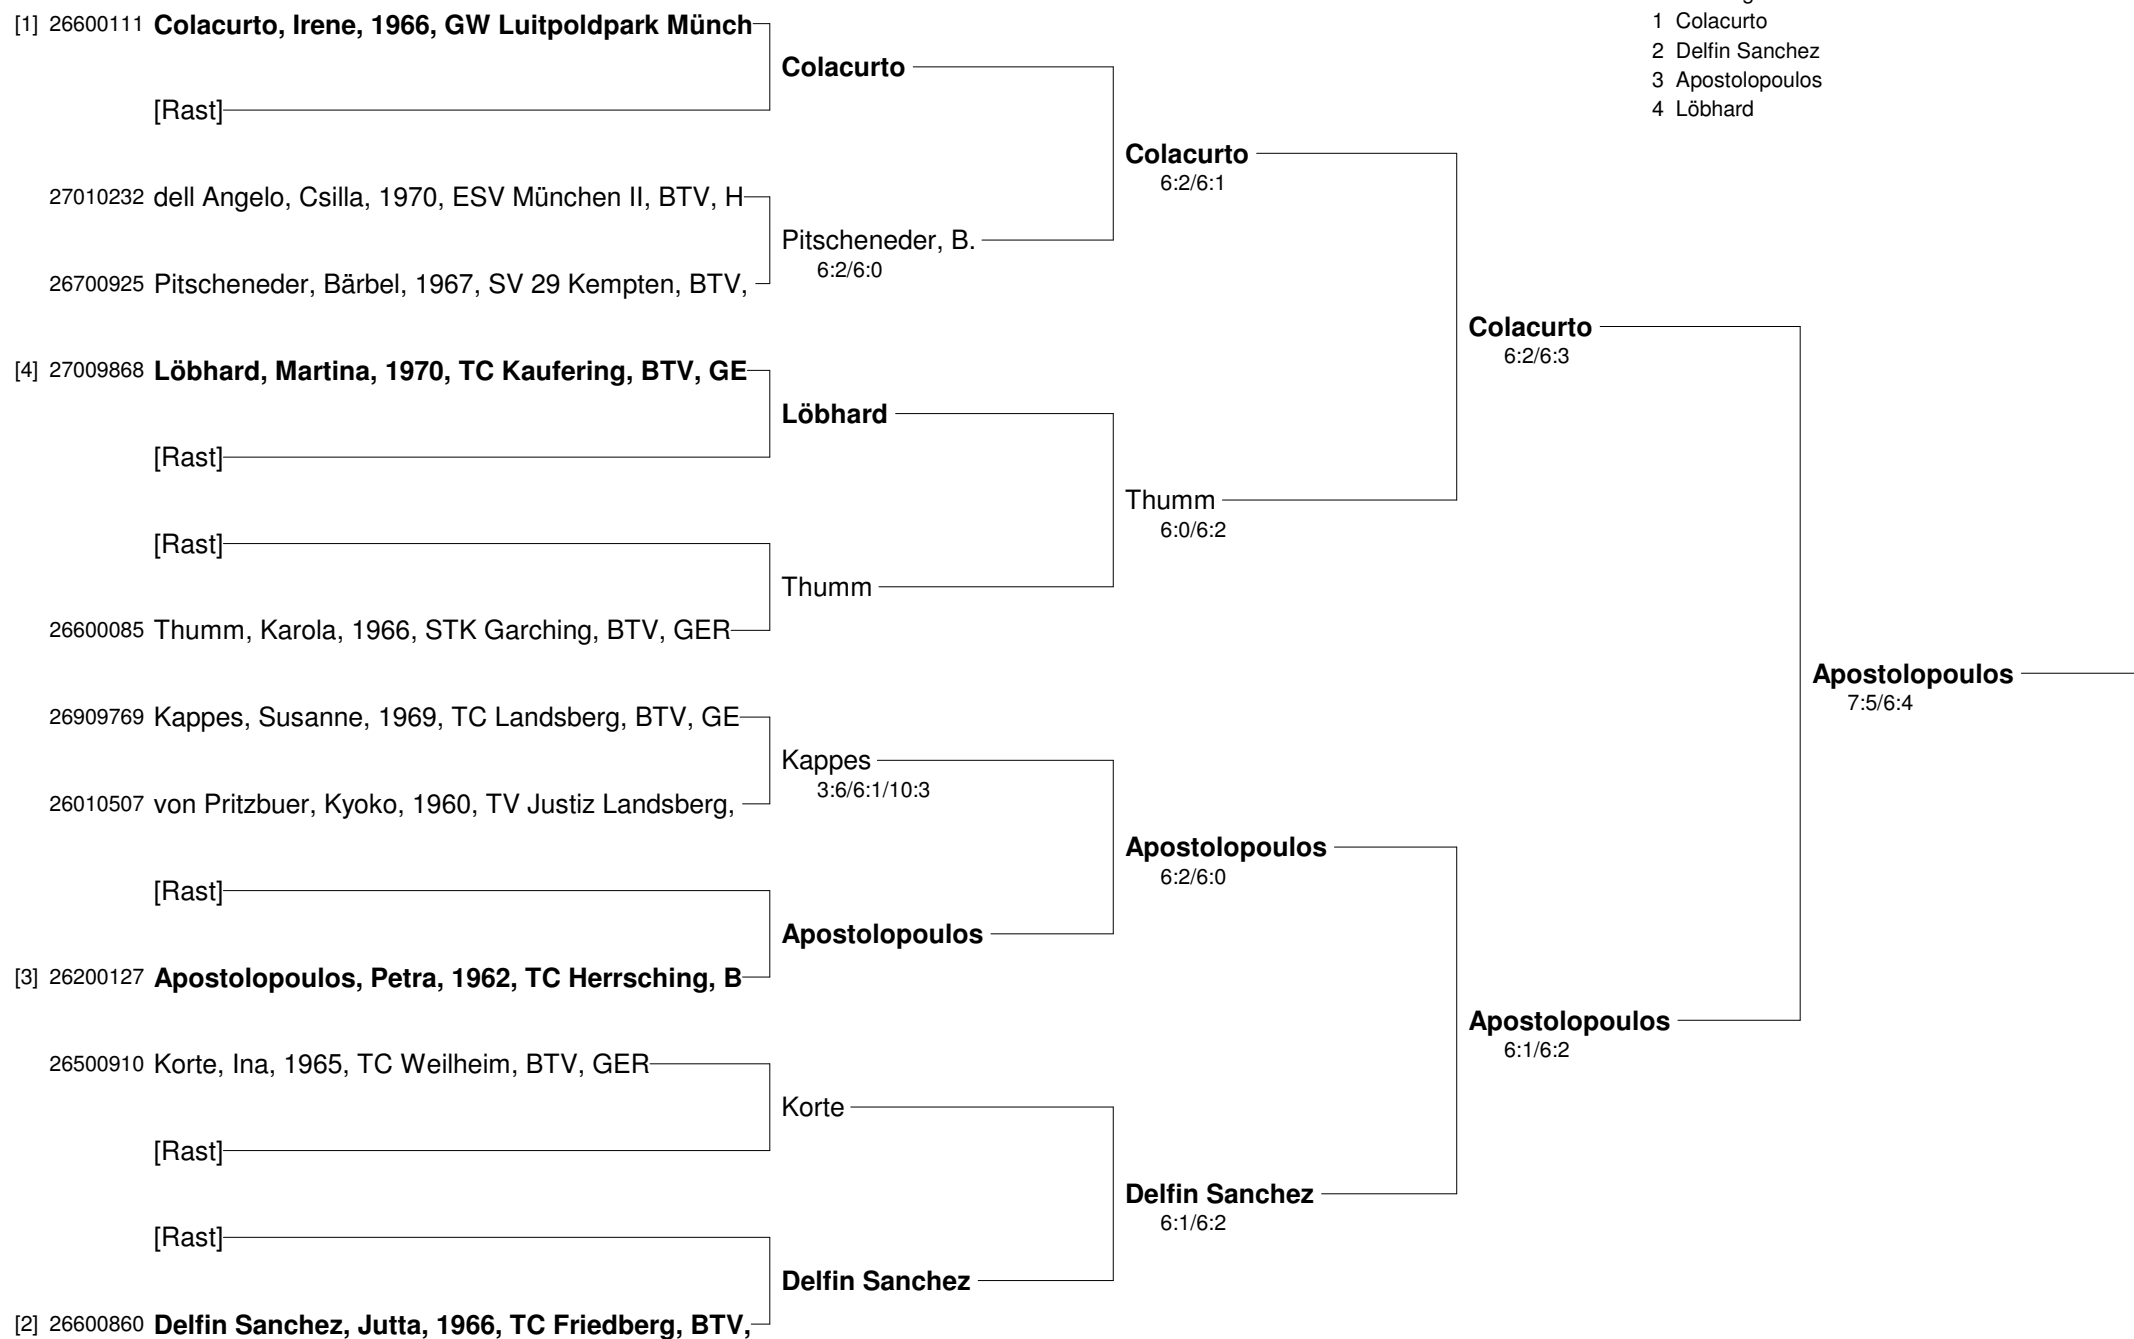 [1] 26600111 Colacurto, Irene, 1966, GW Luitpoldpark Münch
[Rast]
27010232 dell Angelo, Csilla, 1970, ESV München II, BTV, H
26700925 Pitscheneder, Bärbel, 1967, SV 29 Kempten, BTV,
[4] 27009868 Löbhard, Martina, 1970, TC Kaufering, BTV, GE
[Rast]
[Rast]
26600085 Thumm, Karola, 1966, STK Garching, BTV, GER
26909769 Kappes, Susanne, 1969, TC Landsberg, BTV, GE
26010507 von Pritzbuer, Kyoko, 1960, TV Justiz Landsberg,
[Rast]
[3] 26200127 Apostolopoulos, Petra, 1962, TC Herrsching, B
26500910 Korte, Ina, 1965, TC Weilheim, BTV, GER
[Rast]
[Rast]
[2] 26600860 Delfin Sanchez, Jutta, 1966, TC Friedberg, BTV,
Colacurto
Pitscheneder, B.
6:2/6:0
Löbhard
Thumm
Kappes
3:6/6:1/10:3
Apostolopoulos
Korte
Delfin Sanchez
Colacurto
6:2/6:1
Thumm
6:0/6:2
Apostolopoulos
6:2/6:0
Delfin Sanchez
6:1/6:2
Colacurto
6:2/6:3
Apostolopoulos
6:1/6:2
Apostolopoulos
7:5/6:4
1 Colacurto
2 Delfin Sanchez
3 Apostolopoulos
4 Löbhard